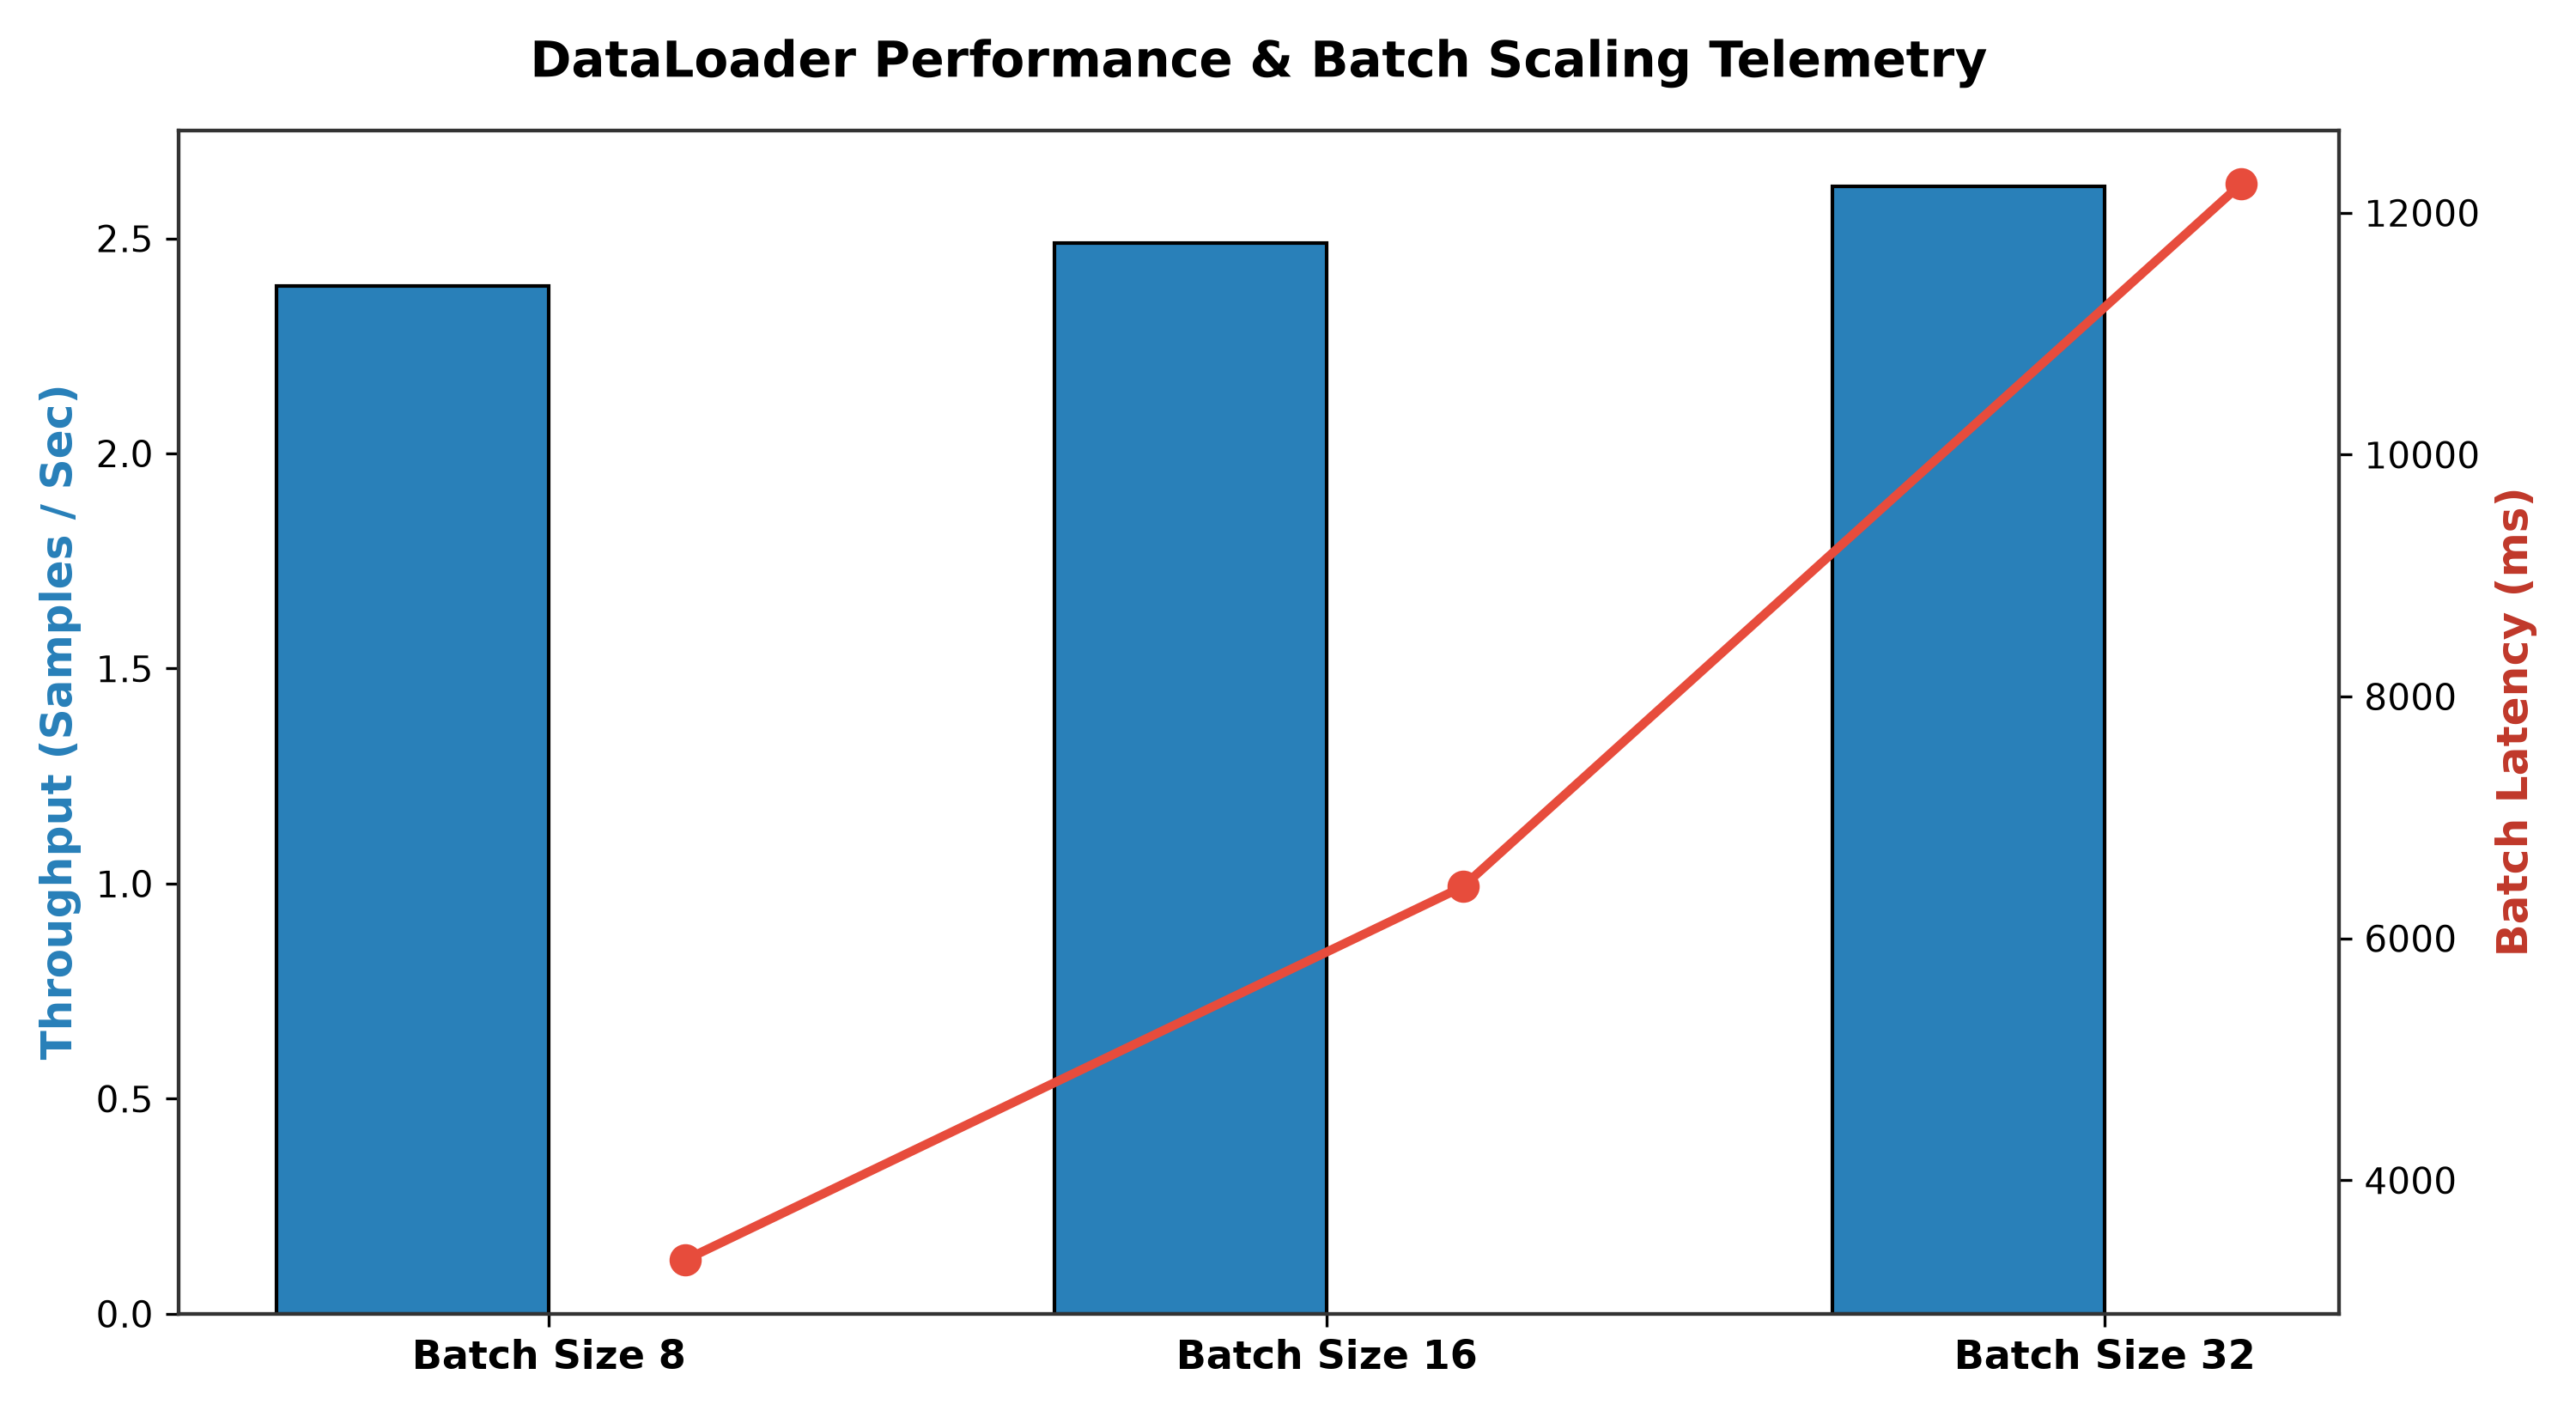 DataLoader Performance & Batch Scaling Telemetry
Throughput (Samples / Sec)
2.5
2.0
1.5
1.0
0.5
0.0
Batch Size 8
Batch Size 16
Batch Size 32
12000
10000
8000
6000
4000
Batch Latency (ms)